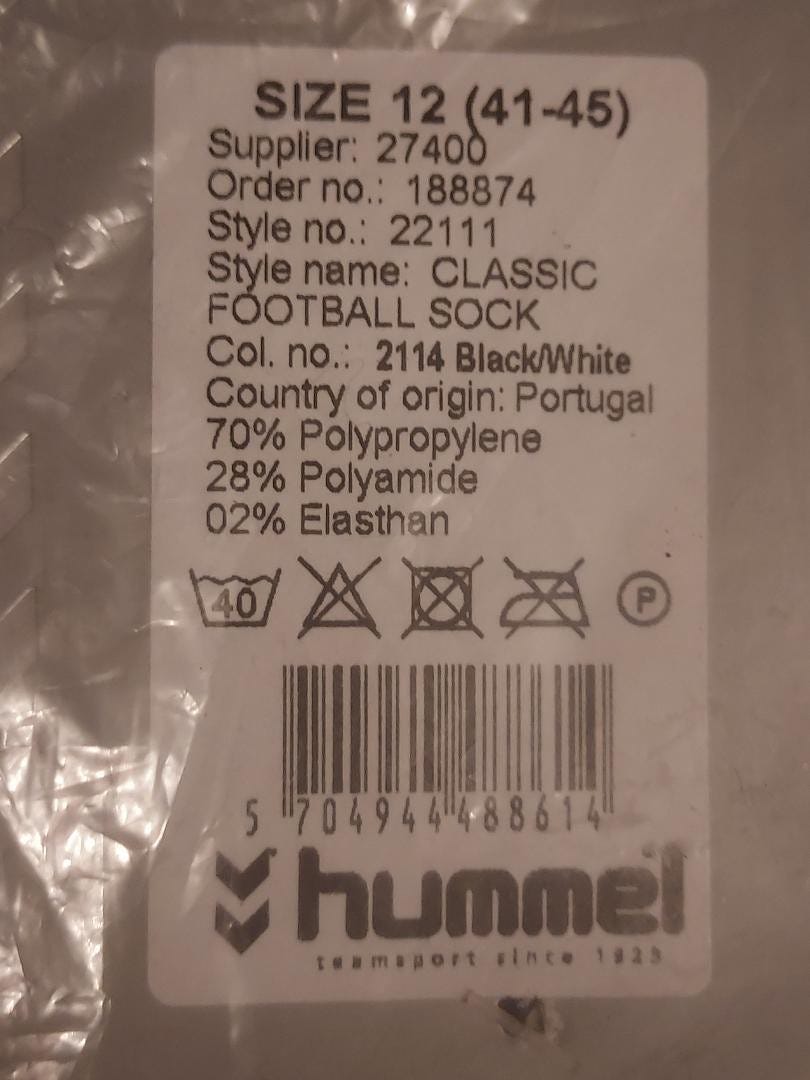 SIZE 12 (41-45)
Supplier: 27400
Order no.: 188874
Style no.: 22111
Style name: CLASSIC
FOOTBALL SOCK
Col. no.: 2114 Black/White
Country of origin: Portugal
70% Polypropylene
28% Polyamide
02% Elasthan
40 P
5 704944 488614
hummel
teamsport since 1923